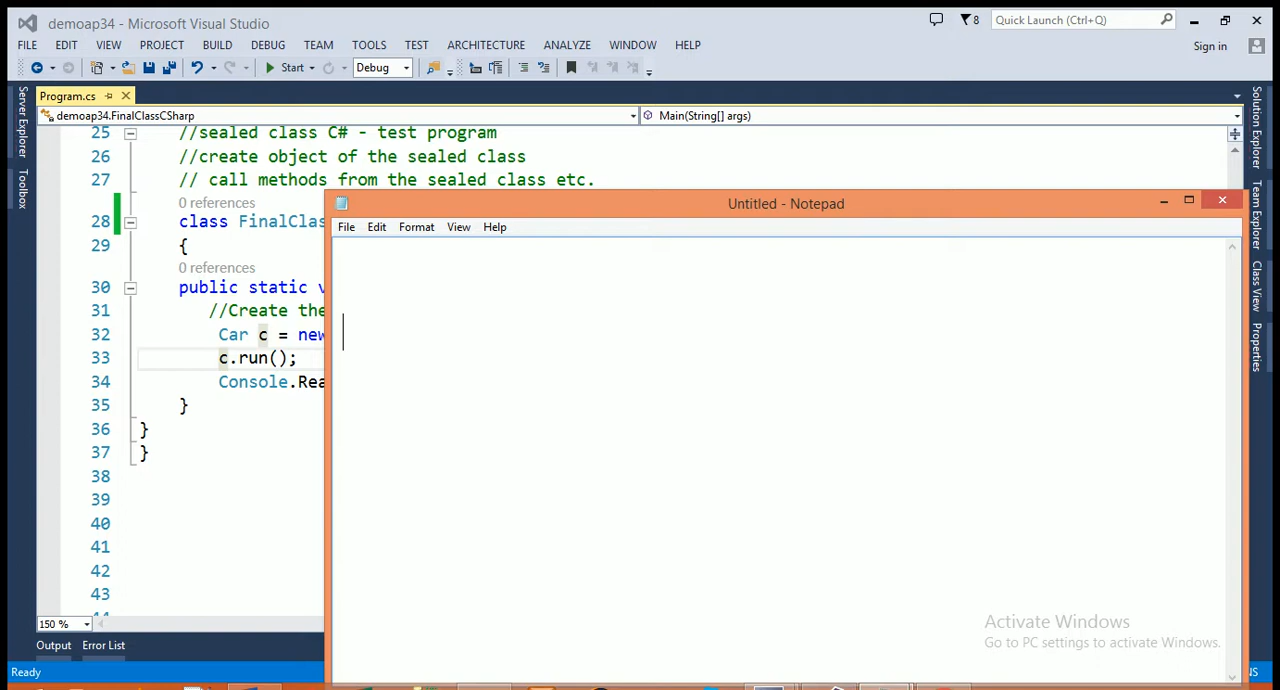 demoap34 - Microsoft Visual Studio
8
Quick Launch (Ctrl+Q)
FILE EDIT VIEW PROJECT BUILD DEBUG TEAM TOOLS TEST ARCHITECTURE ANALYZE WINDOW HELP
Sign in
Start Debug
Program.cs
demoap34.FinalClassCSharp
Main(String[] args)
Server Explorer
Toolbox
Solution Explorer
Team Explorer
Class View
Properties
25 //sealed class C# - test program
26 //create object of the sealed class
27 // call methods from the sealed class etc.
0 references
28 class FinalClas
29 {
0 references
30 public static v
31 //Create the
32 Car c = new
33 c.run();
34 Console.Rea
35 }
36 }
37 }
38
39
40
41
42
43
44
Untitled - Notepad
File Edit Format View Help
Activate Windows
Go to PC settings to activate Windows.
150 %
Output Error List
Ready
NS